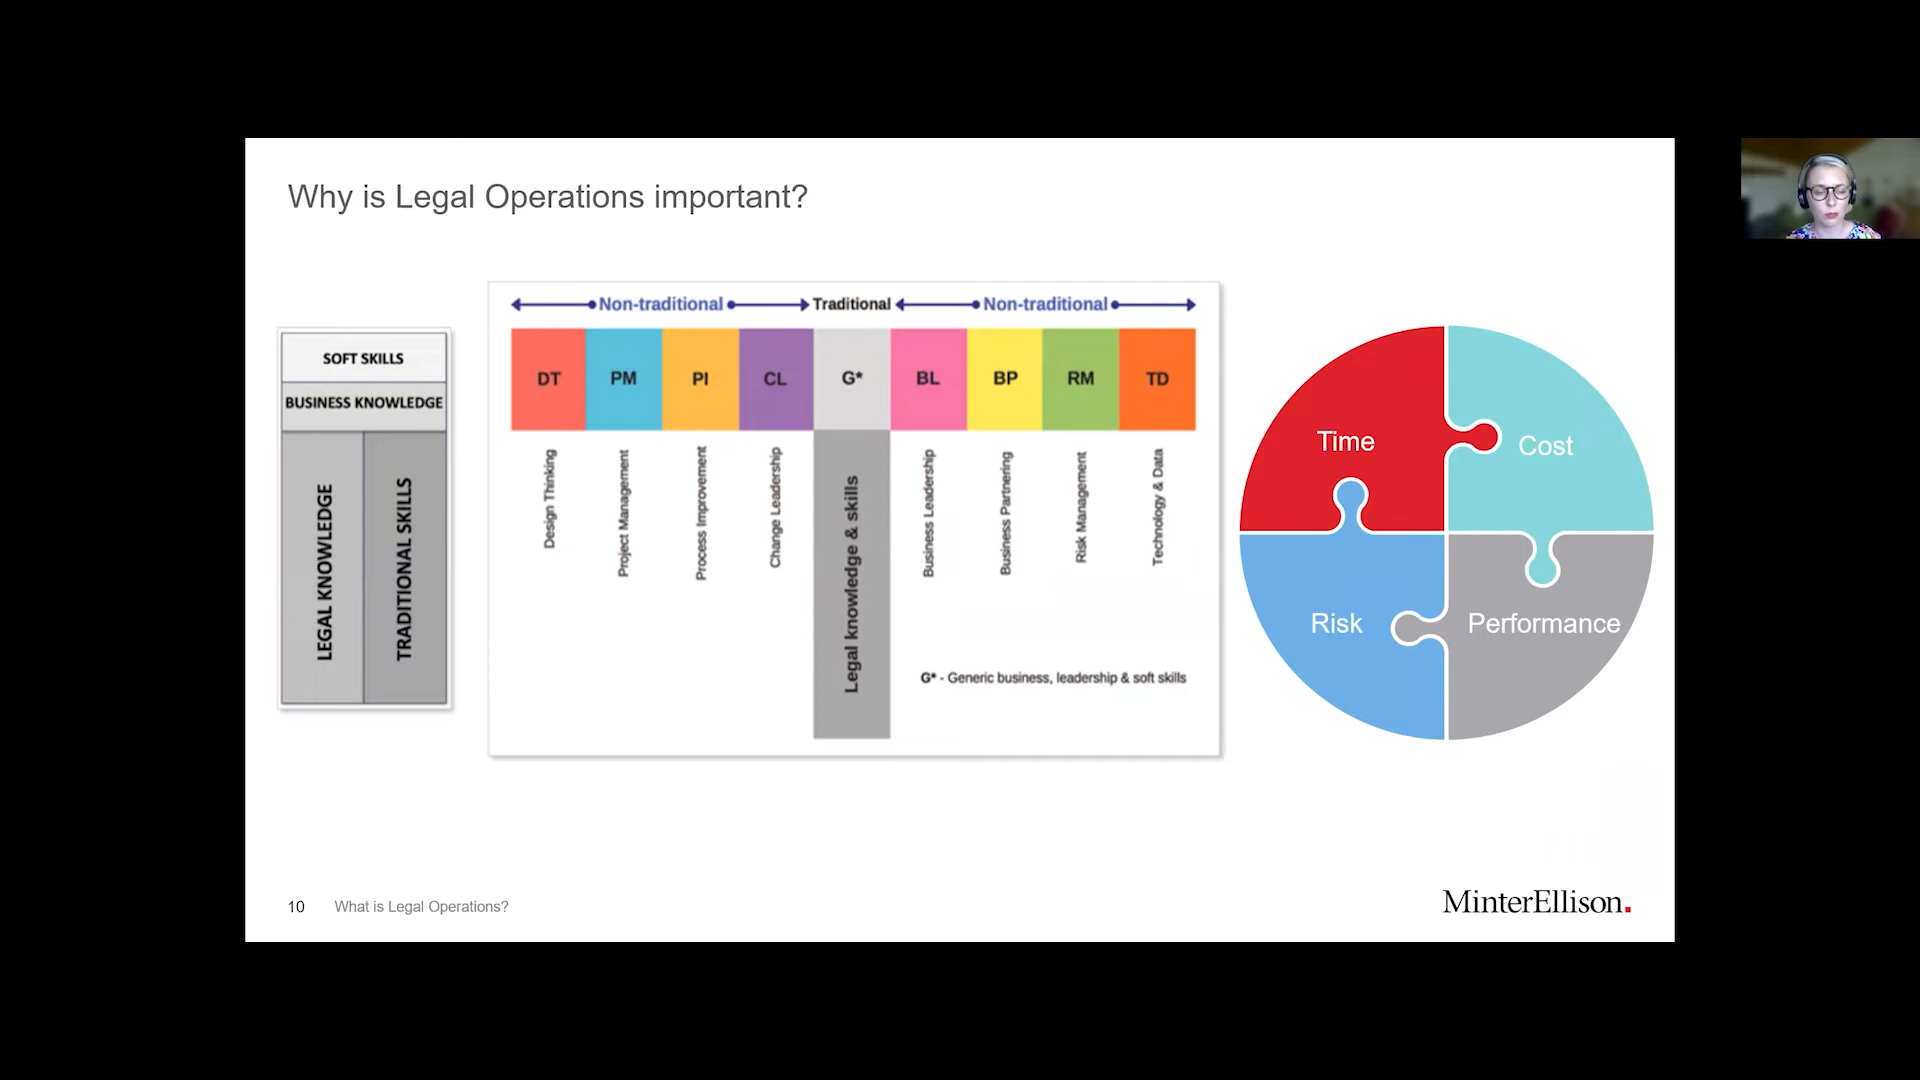 Why is Legal Operations important?
SOFT SKILLS
BUSINESS KNOWLEDGE
LEGAL KNOWLEDGE
TRADITIONAL SKILLS
Non-traditional Traditional Non-traditional
DT PM PI CL G* BL BP RM TD
Design Thinking
Project Management
Process Improvement
Change Leadership
Legal knowledge & skills
Business Leadership
Business Partnering
Risk Management
Technology & Data
G* - Generic business, leadership & soft skills
Time
Cost
Risk
Performance
10 What is Legal Operations?
MinterEllison.